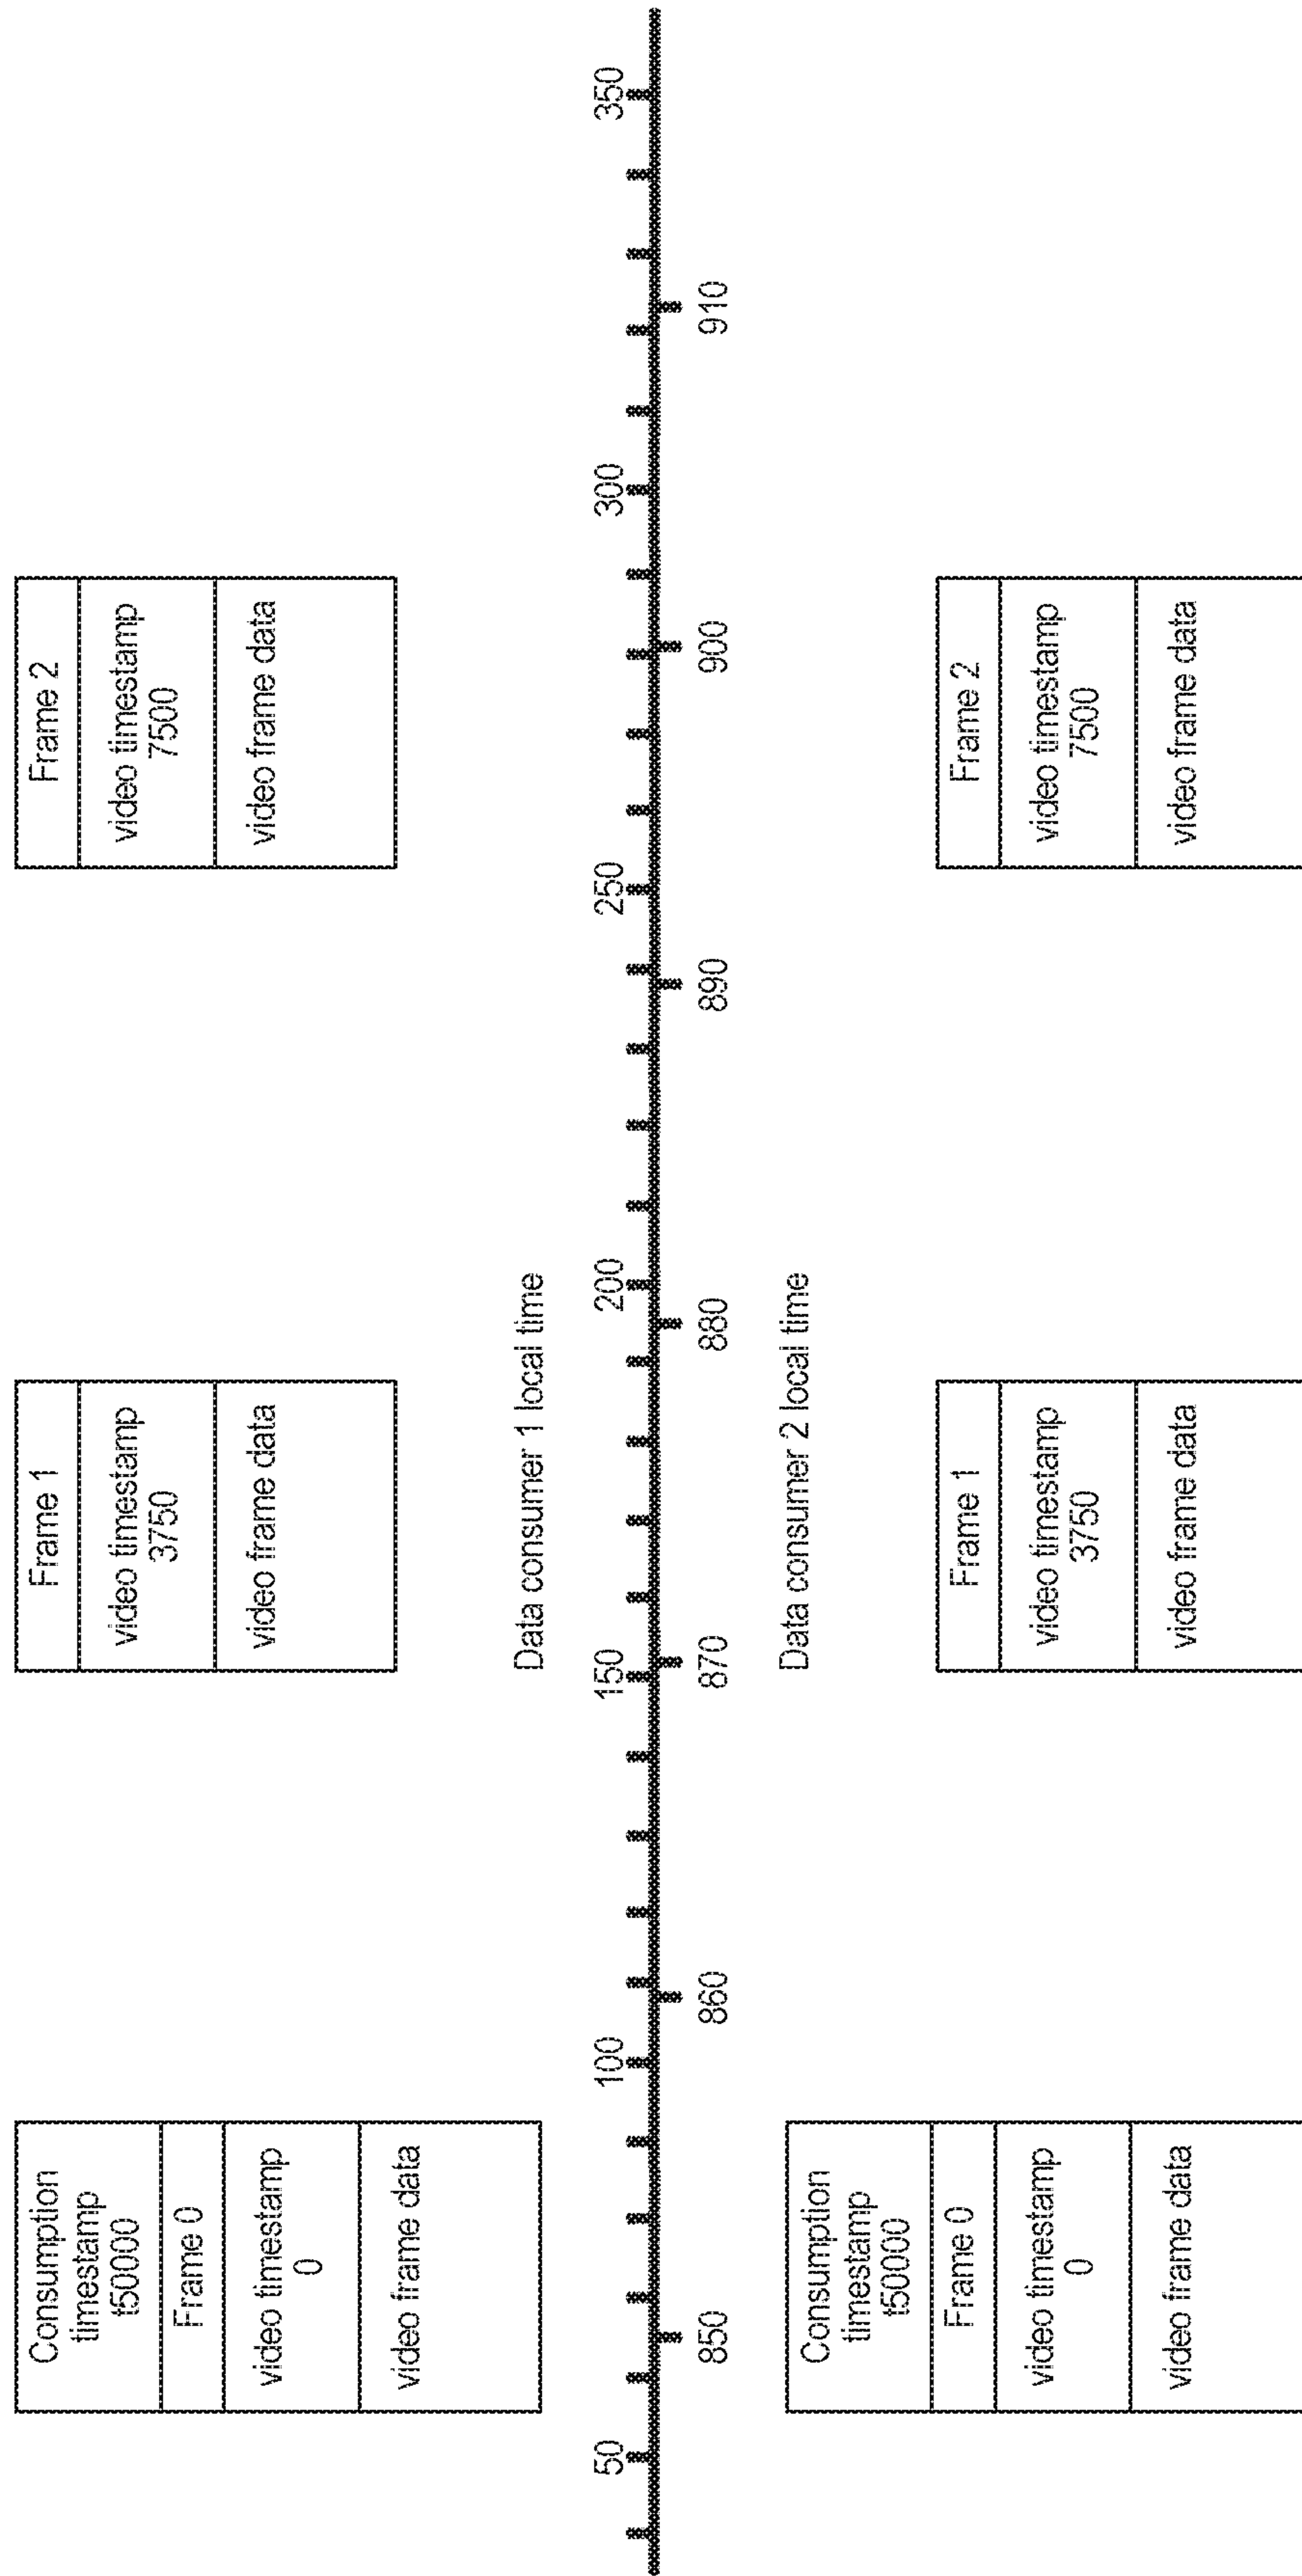 Consumption
timestamp
t50000
Frame 0
video timestamp
0
video frame data
Frame 1
video timestamp
3750
video frame data
Frame 2
video timestamp
7500
video frame data
Data consumer 1 local time
50
100
150
200
250
300
350
850
860
870
880
890
900
910
Data consumer 2 local time
Consumption
timestamp
t50000
Frame 0
video timestamp
0
video frame data
Frame 1
video timestamp
3750
video frame data
Frame 2
video timestamp
7500
video frame data